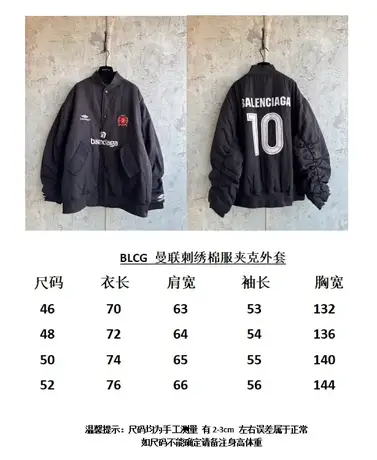 balenciaga
BALENCIAGA
10
BLCG 曼联刺绣棉服夹克外套
尺码 衣长 肩宽 袖长 胸宽
46 70 63 53 132
48 72 64 54 136
50 74 65 55 140
52 76 66 56 144
温馨提示：尺码均为手工测量 有2-3cm 左右误差属于正常
如尺码不能确定请备注身高体重